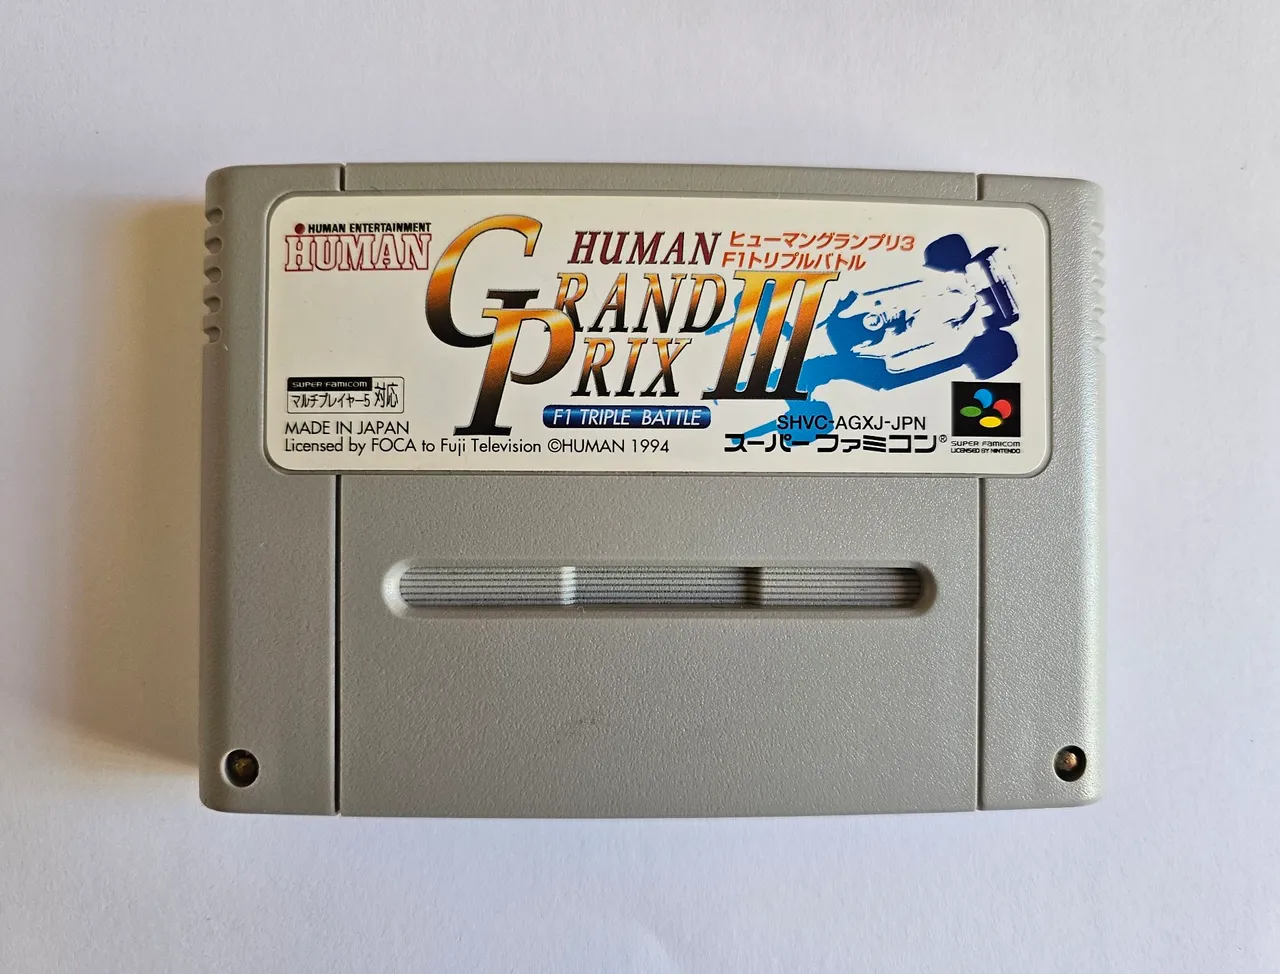 HUMAN ENTERTAINMENT
HUMAN
HUMAN
GRAND
PRIX III
ヒューマングランプリ3
F1トリプルバトル
F1 TRIPLE BATTLE
SUPER FAMICOM
マルチプレイヤー5 対応
MADE IN JAPAN
Licensed by FOCA to Fuji Television ©HUMAN 1994
SHVC-AGXJ-JPN
スーパーファミコン®
SUPER FAMICOM
LICENSED BY NINTENDO